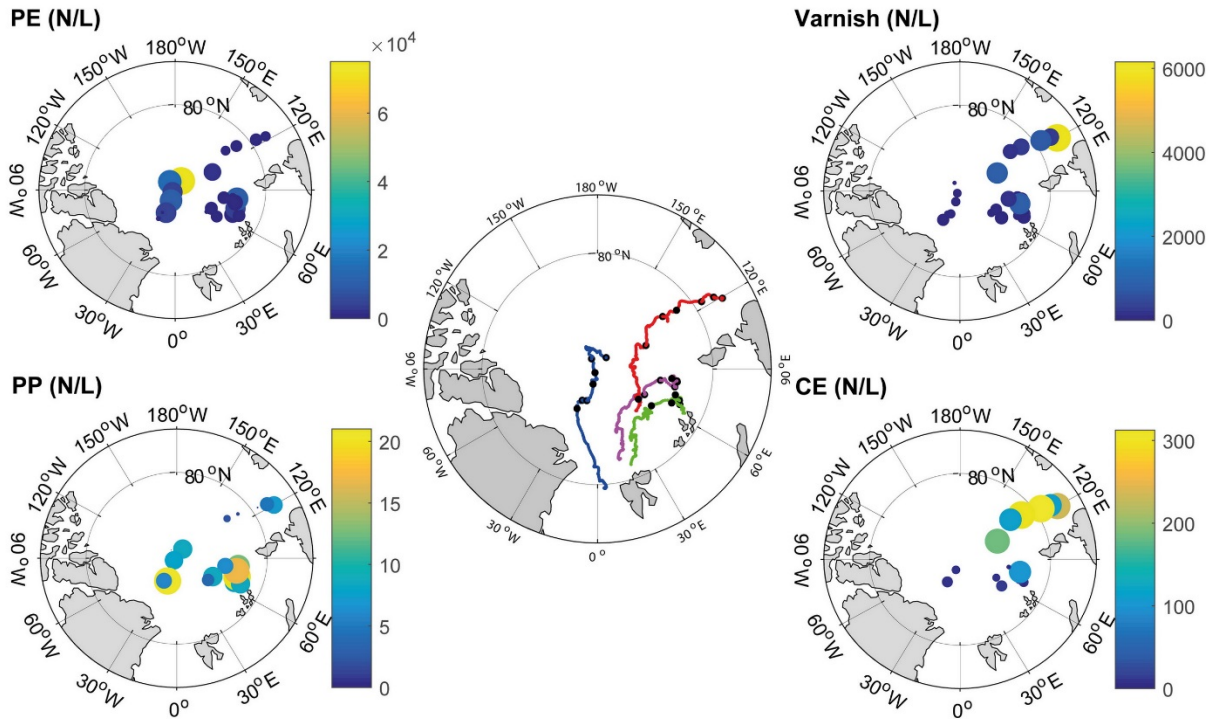 PE (N/L)
×10⁴
180°W
150°W
150°E
120°W
120°E
80°N
90°W
60°W
60°E
30°W
30°E
0°
8
6
4
2
0
Varnish (N/L)
180°W
150°W
150°E
120°W
120°E
80°N
90°W
60°W
60°E
30°W
30°E
0°
6000
4000
2000
0
180°W
150°W
150°E
120°W
120°E
80°N
90°W
90°E
60°W
60°E
30°W
30°E
0°
PP (N/L)
180°W
150°W
150°E
120°W
120°E
80°N
90°W
60°W
60°E
30°W
30°E
0°
20
15
10
5
0
CE (N/L)
180°W
150°W
150°E
120°W
120°E
80°N
90°W
60°W
60°E
30°W
30°E
0°
300
200
100
0